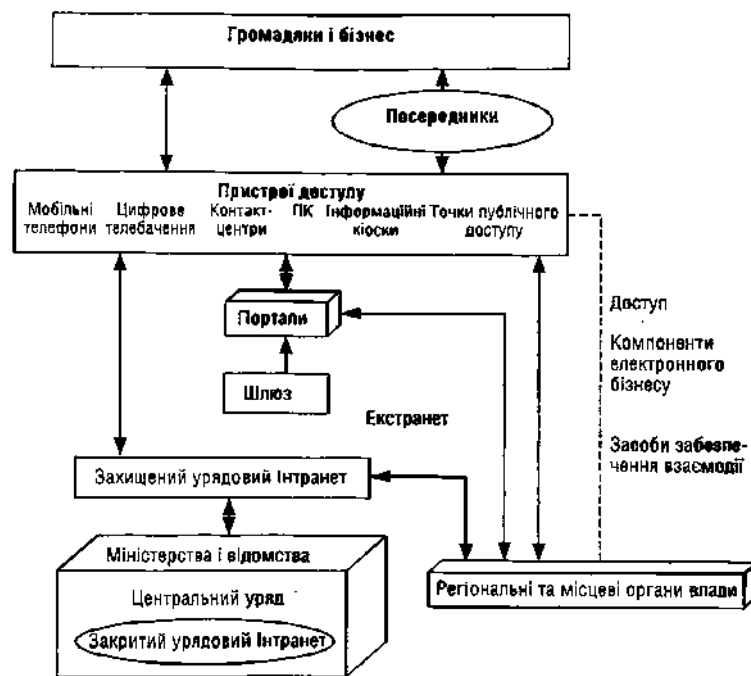 Громадяни і бізнес
Посередники
Пристрої доступу
Мобільні телефони
Цифрове телебачення
Контакт-центри
ПК
Інформаційні кіоски
Точки публічного доступу
Портали
Шлюз
Екстранет
Доступ
Компоненти
електронного
бізнесу
Засоби забезпе-
чення взаємодії
Захищений урядовий Інтранет
Міністерства і відомства
Центральний уряд
Закритий урядовий Інтранет
Регіональні та місцеві органи влади